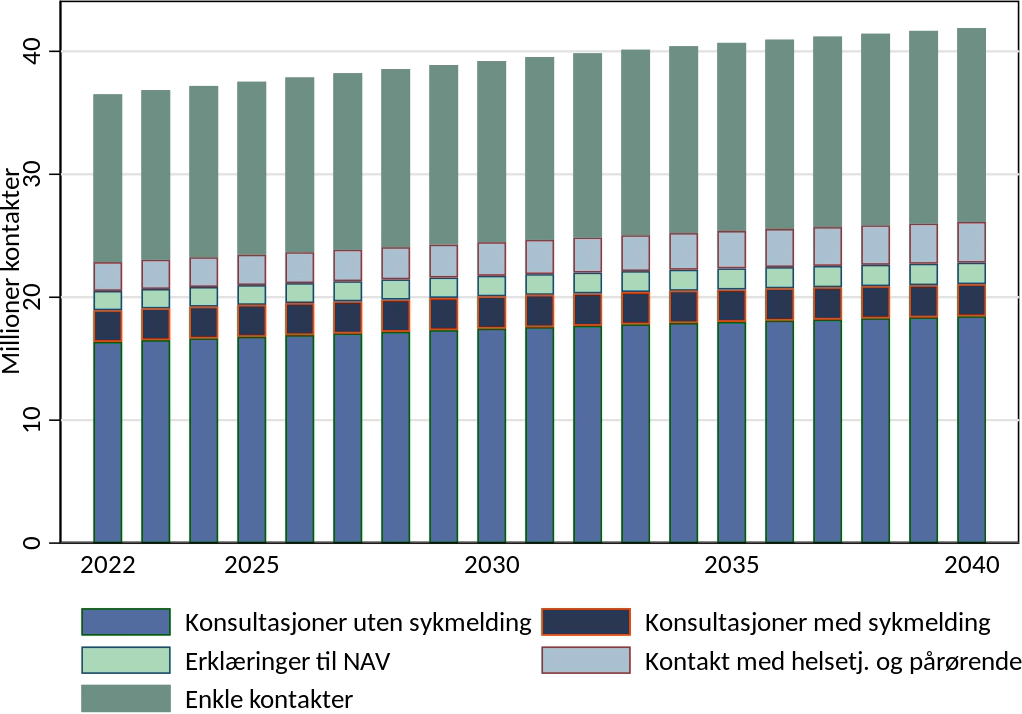 Millioner kontakter
40
30
20
10
0
2022 2025 2030 2035 2040
Konsultasjoner uten sykmelding Konsultasjoner med sykmelding
Erklæringer til NAV Kontakt med helsetj. og pårørende
Enkle kontakter